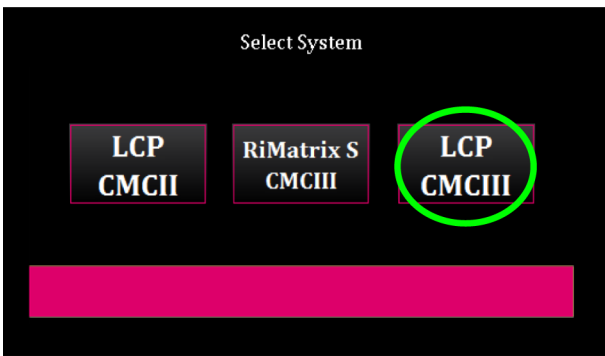 Select System
LCP
CMCII
RiMatrix S
CMCIII
LCP
CMCIII